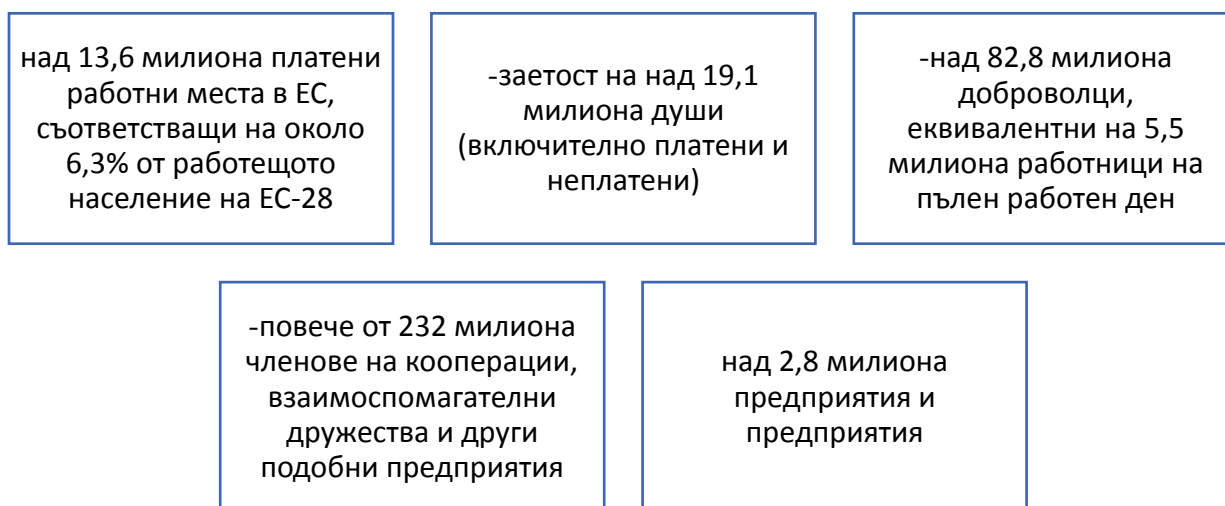 над 13,6 милиона платени
работни места в ЕС,
съответстващи на около
6,3% от работещото
население на ЕС-28
-заетост на над 19,1
милиона души
(включително платени и
неплатени)
-над 82,8 милиона
доброволци,
еквивалентни на 5,5
милиона работници на
пълен работен ден
-повече от 232 милиона
членове на кооперации,
взаимоспомагателни
дружества и други
подобни предприятия
над 2,8 милиона
предприятия и
предприятия